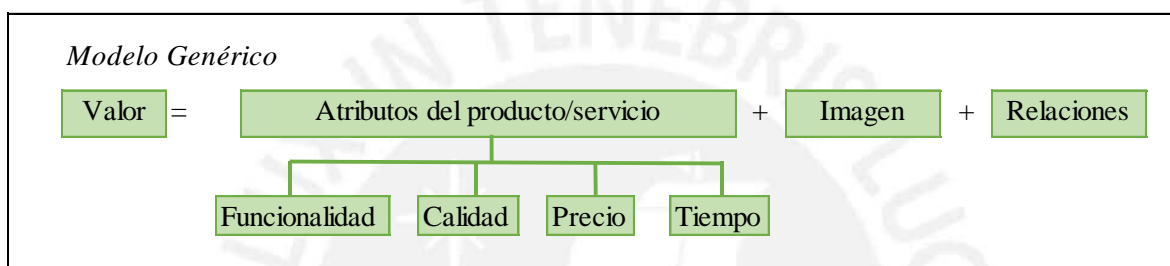 Modelo Genérico
Valor = Atributos del producto/servicio + Imagen + Relaciones
Funcionalidad Calidad Precio Tiempo